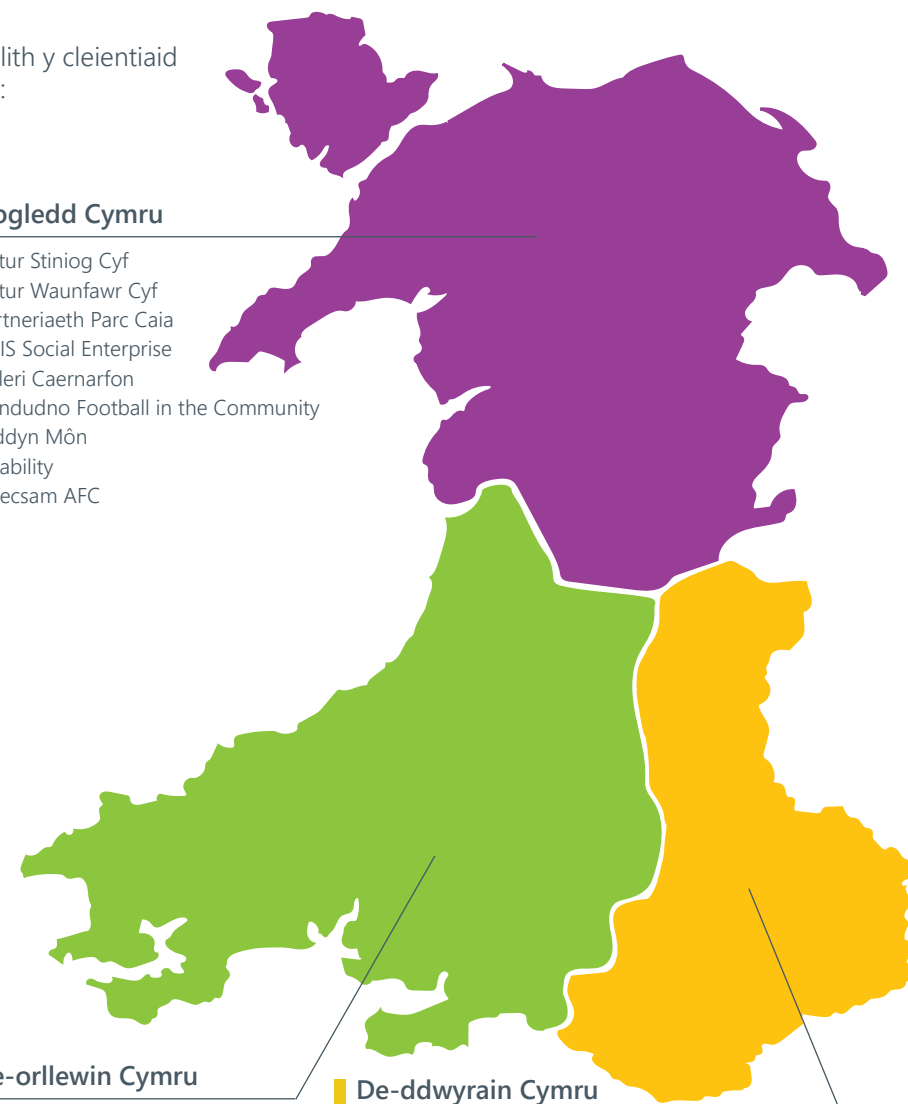 lith y cleientiaid
:
ogledd Cymru
tur Stiniog Cyf
tur Waunfawr Cyf
rtneriaeth Parc Caia
IS Social Enterprise
leri Caernarfon
ndudno Football in the Community
ddyn Môn
ability
ecsam AFC
e-orllewin Cymru
De-ddwyrain Cymru